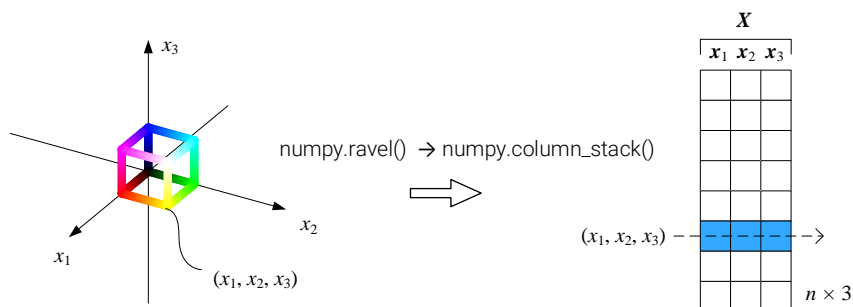 x3
x2
x1
(x1, x2, x3)
numpy.ravel() → numpy.column_stack()
X
x1 x2 x3
(x1, x2, x3)
n × 3